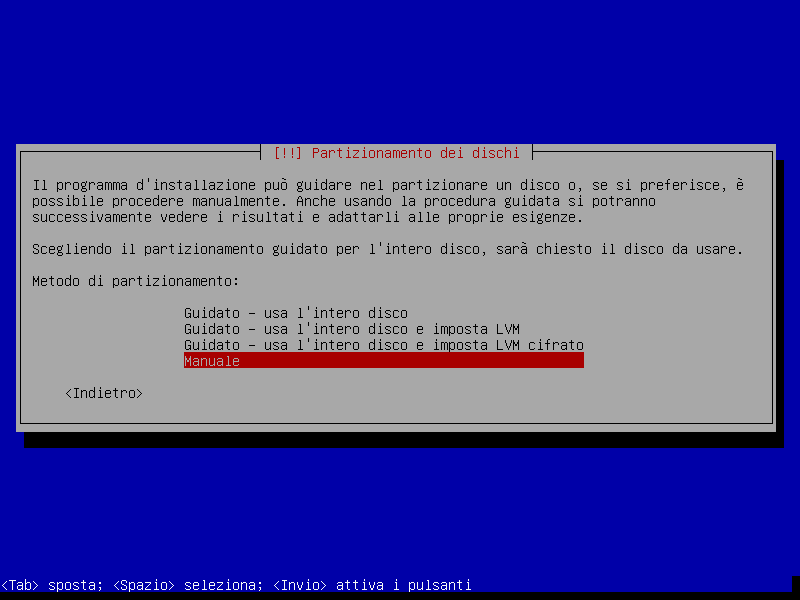 [!!] Partizionamento dei dischi
Il programma d'installazione può guidare nel partizionare un disco o, se si preferisce, è
possibile procedere manualmente. Anche usando la procedura guidata si potranno
successivamente vedere i risultati e adattarli alle proprie esigenze.
Scegliendo il partizionamento guidato per l'intero disco, sarà chiesto il disco da usare.
Metodo di partizionamento:
Guidato – usa l'intero disco
Guidato – usa l'intero disco e imposta LVM
Guidato – usa l'intero disco e imposta LVM cifrato
Manuale
<Indietro>
<Tab> sposta; <Spazio> seleziona; <Invio> attiva i pulsanti